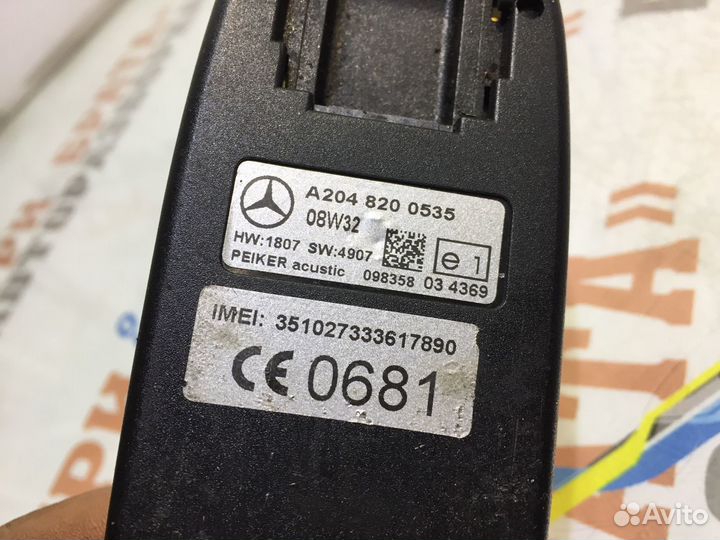 A204 820 0535
08W32
HW:1807 SW:4907
e1
PEIKER acustic 098358 03 4369
IMEI: 351027333617890
CE 0681
Avito